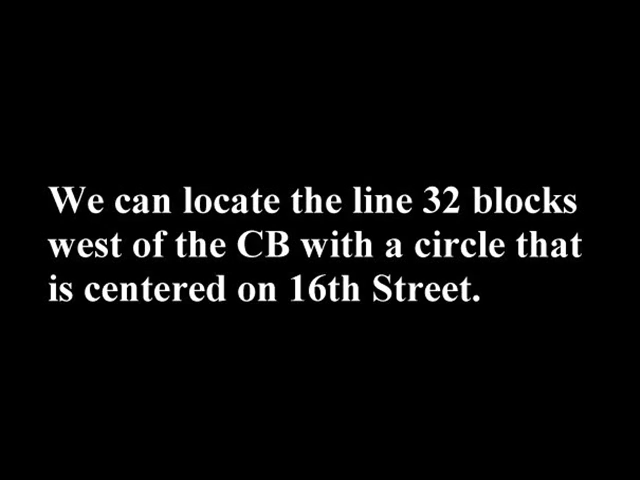 We can locate the line 32 blocks
west of the CB with a circle that
is centered on 16th Street.